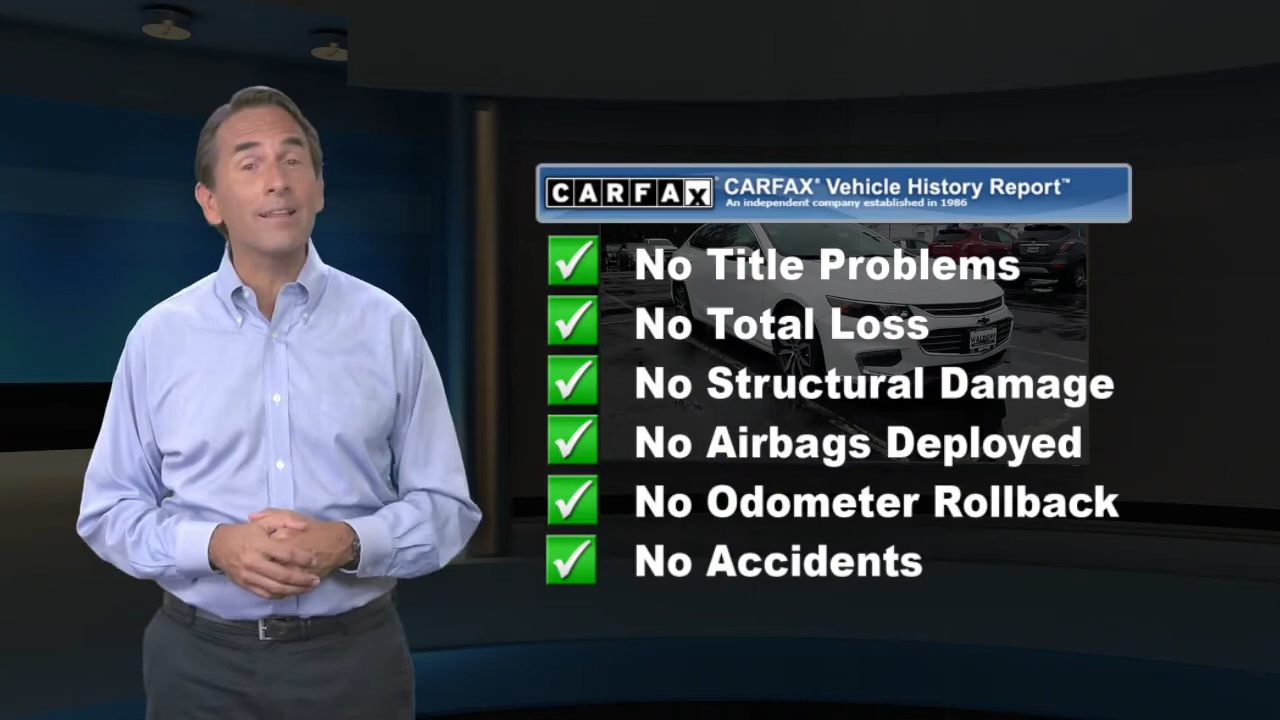 CARFAX
CARFAX® Vehicle History Report™
An independent company established in 1986
No Title Problems
No Total Loss
No Structural Damage
No Airbags Deployed
No Odometer Rollback
No Accidents